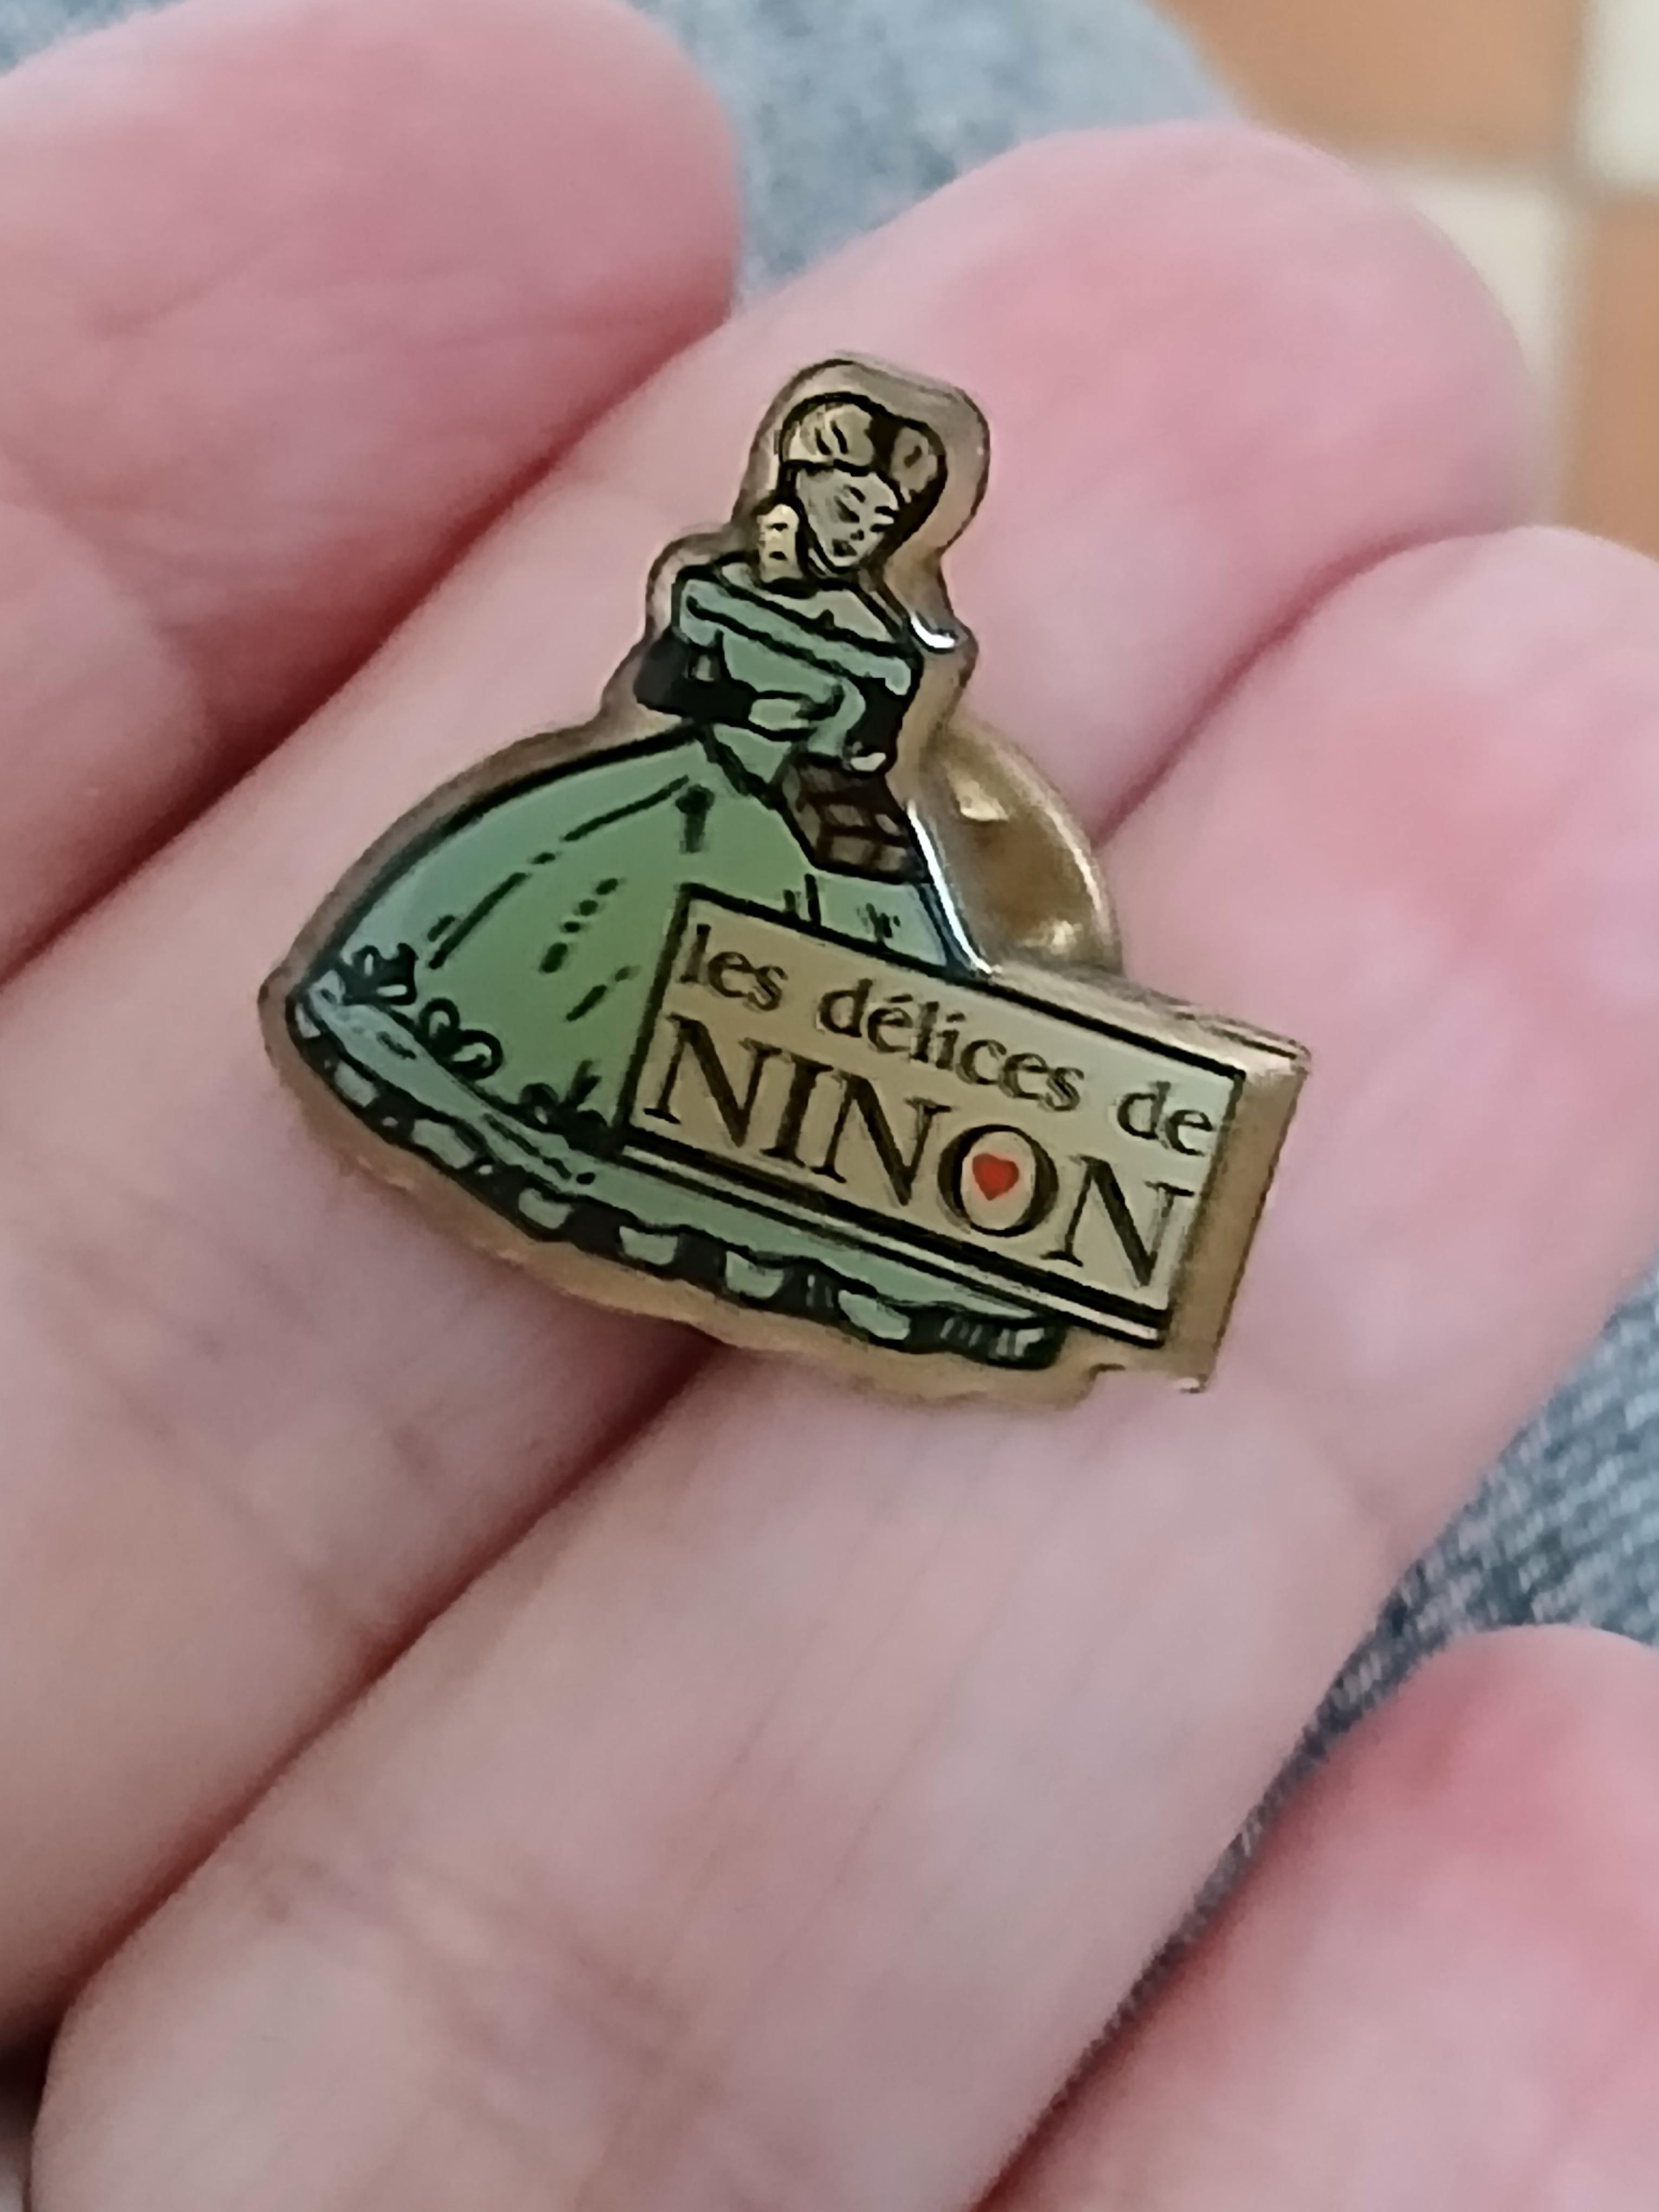 les délices de
NINON